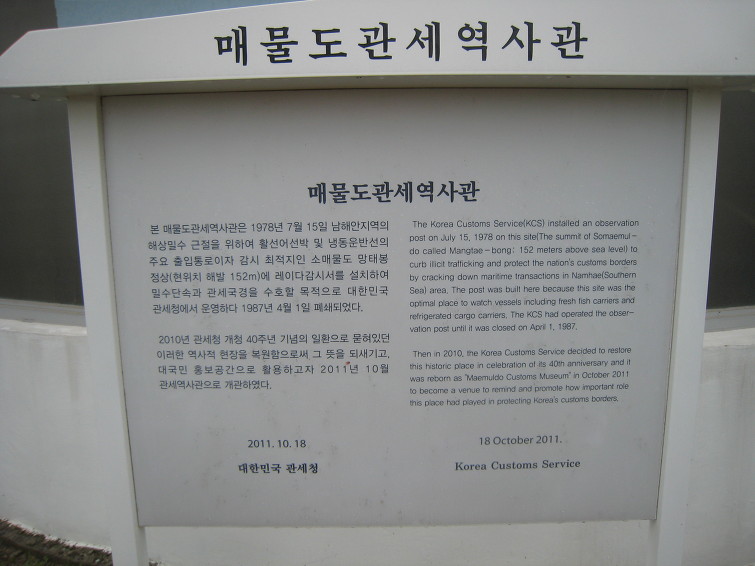 매물도관세역사관
매물도관세역사관
본 매물도관세역사관은 1978년 7월 15일 남해안지역의
해상밀수 근절을 위하여 활선어선박 및 냉동운반선의
주요 출입통로이자 감시 최적지인 소매물도 망태봉
정상(현위치 해발 152m)에 레이다감시서를 설치하여
밀수단속과 관세국경을 수호할 목적으로 대한민국
관세청에서 운영하다 1987년 4월 1일 폐쇄되었다.
2010년 관세청 개청 40주년 기념의 일환으로 묻혀있던
이러한 역사적 현장을 복원함으로써 그 뜻을 되새기고,
대국민 홍보공간으로 활용하고자 2011년 10월
관세역사관으로 개관하였다.
2011. 10. 18
대한민국 관세청
The Korea Customs Service(KCS) installed an observation
post on July 15, 1978 on this site(The summit of Somaemul-
do called Mangtae-bong: 152 meters above sea level) to
curb illicit trafficking and protect the nation's customs borders
by cracking down maritime transactions in Namhae(Southern
Sea) area. The post was built here because this site was the
optimal place to watch vessels including fresh fish carriers and
refrigerated cargo carriers. The KCS had operated the obser-
vation post until it was closed on April 1, 1987.
Then in 2010, the Korea Customs Service decided to restore
this historic place in celebration of its 40th anniversary and it
was reborn as "Maemuldo Customs Museum" in October 2011
to become a venue to remind and promote how important role
this place had played in protecting Korea's customs borders.
18 October 2011.
Korea Customs Service